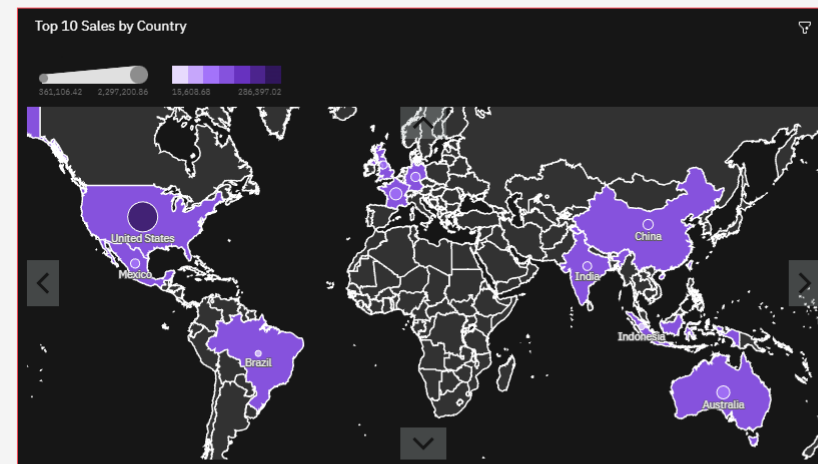 Top 10 Sales by Country
361,106.42 2,297,200.86
15,608.68 286,397.02
United States
Mexico
Brazil
China
India
Indonesia
Australia